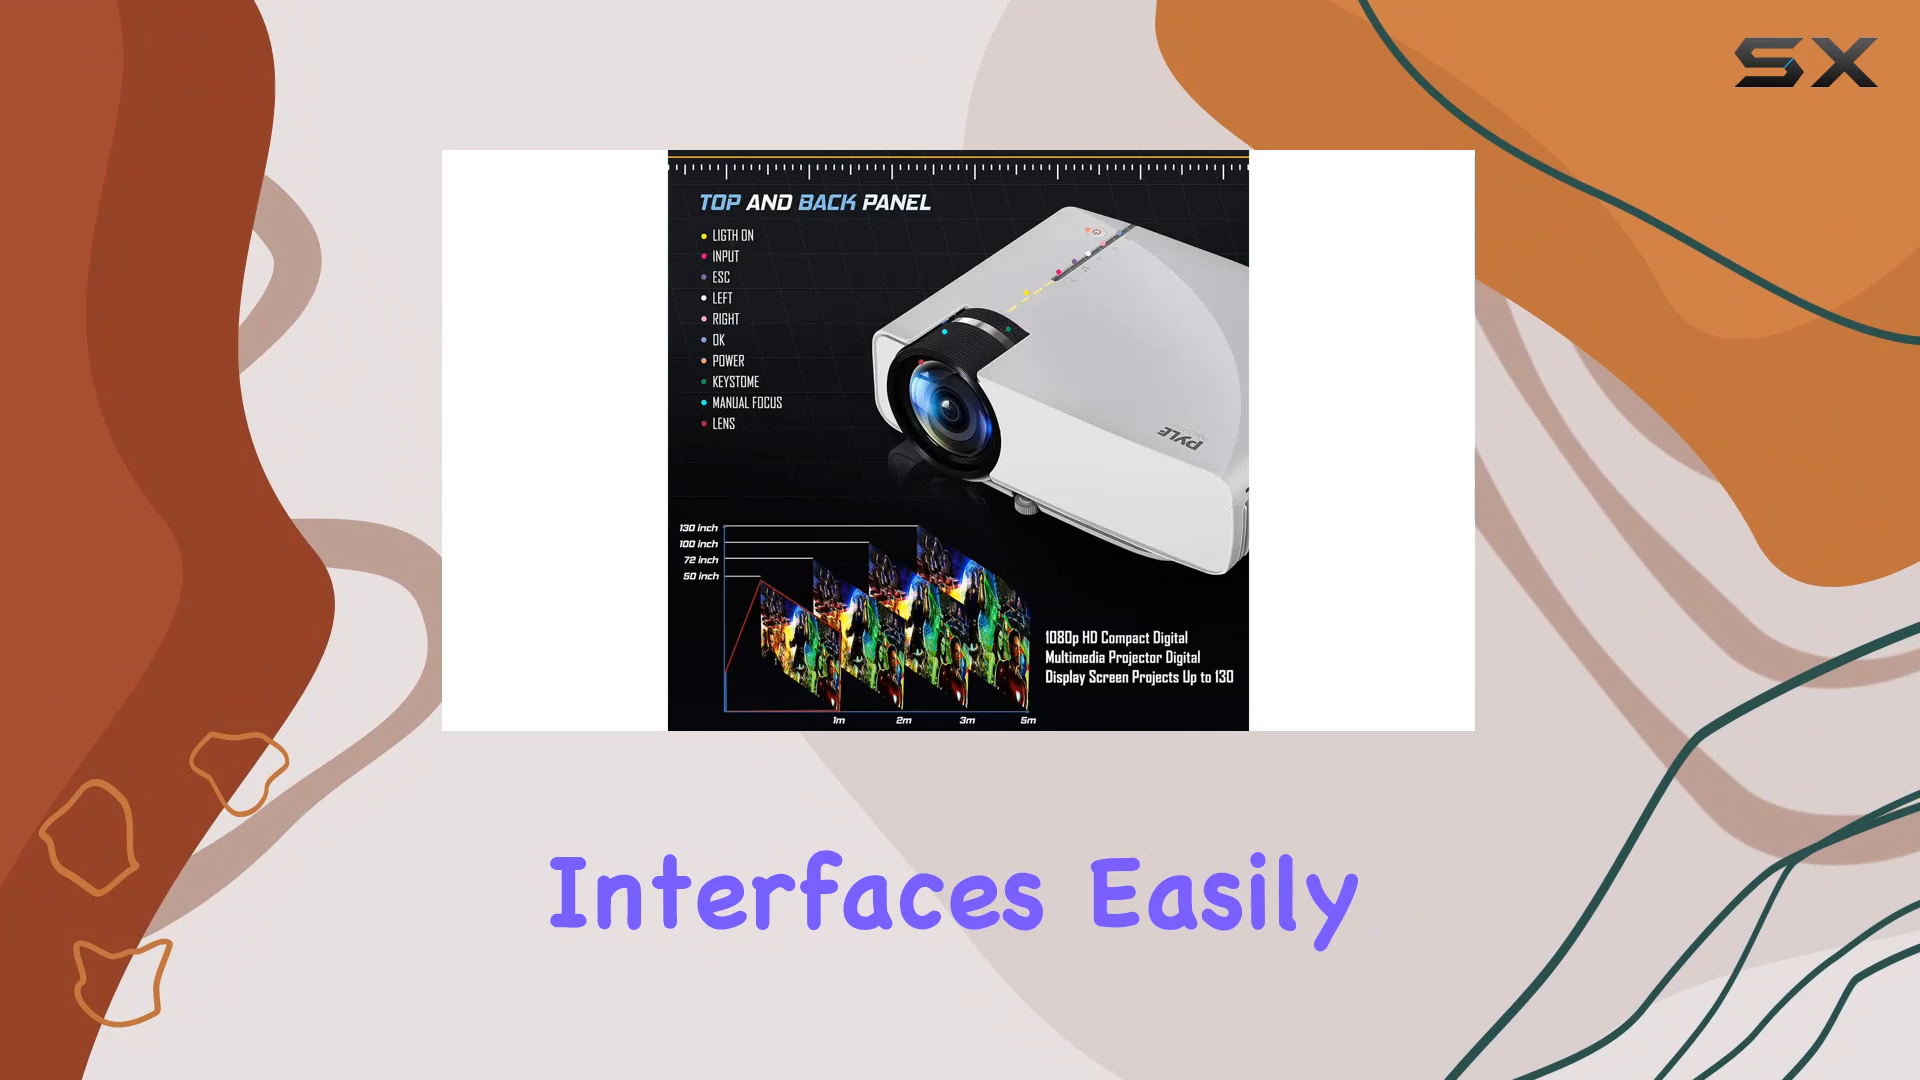 SX
TOP AND BACK PANEL
LIGTH ON
INPUT
ESC
LEFT
RIGHT
OK
POWER
KEYSTOME
MANUAL FOCUS
LENS
PYLE
130 inch
100 inch
72 inch
50 inch
1m 2m 3m 5m
1080p HD Compact Digital
Multimedia Projector Digital
Display Screen Projects Up to 130
Interfaces Easily